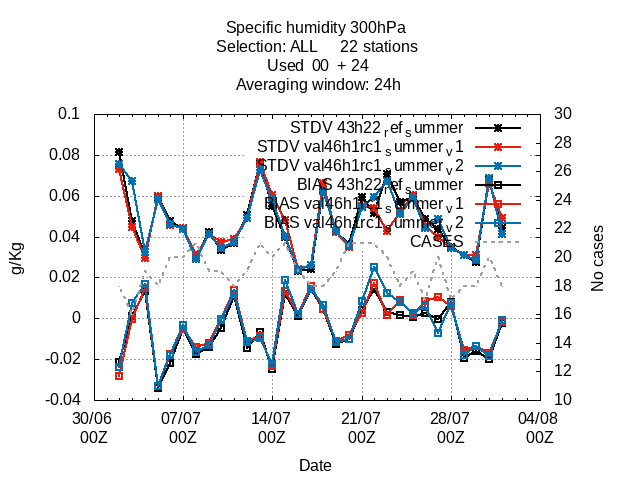 Specific humidity 300hPa
Selection: ALL 22 stations
Used 00 + 24
Averaging window: 24h
0.1
0.08
0.06
0.04
0.02
0
-0.02
-0.04
g/Kg
30
28
26
24
22
20
18
16
14
12
10
No cases
STDV 43h22_ref_summer
STDV val46h1rc1_summer_v1
STDV val46h1rc1_summer_v2
BIAS 43h22_ref_summer
BIAS val46h1rc1_summer_v1
BIAS val46h1rc1_summer_v2
CASES
30/06 07/07 14/07 21/07 28/07 04/08
00Z 00Z 00Z 00Z 00Z 00Z
Date